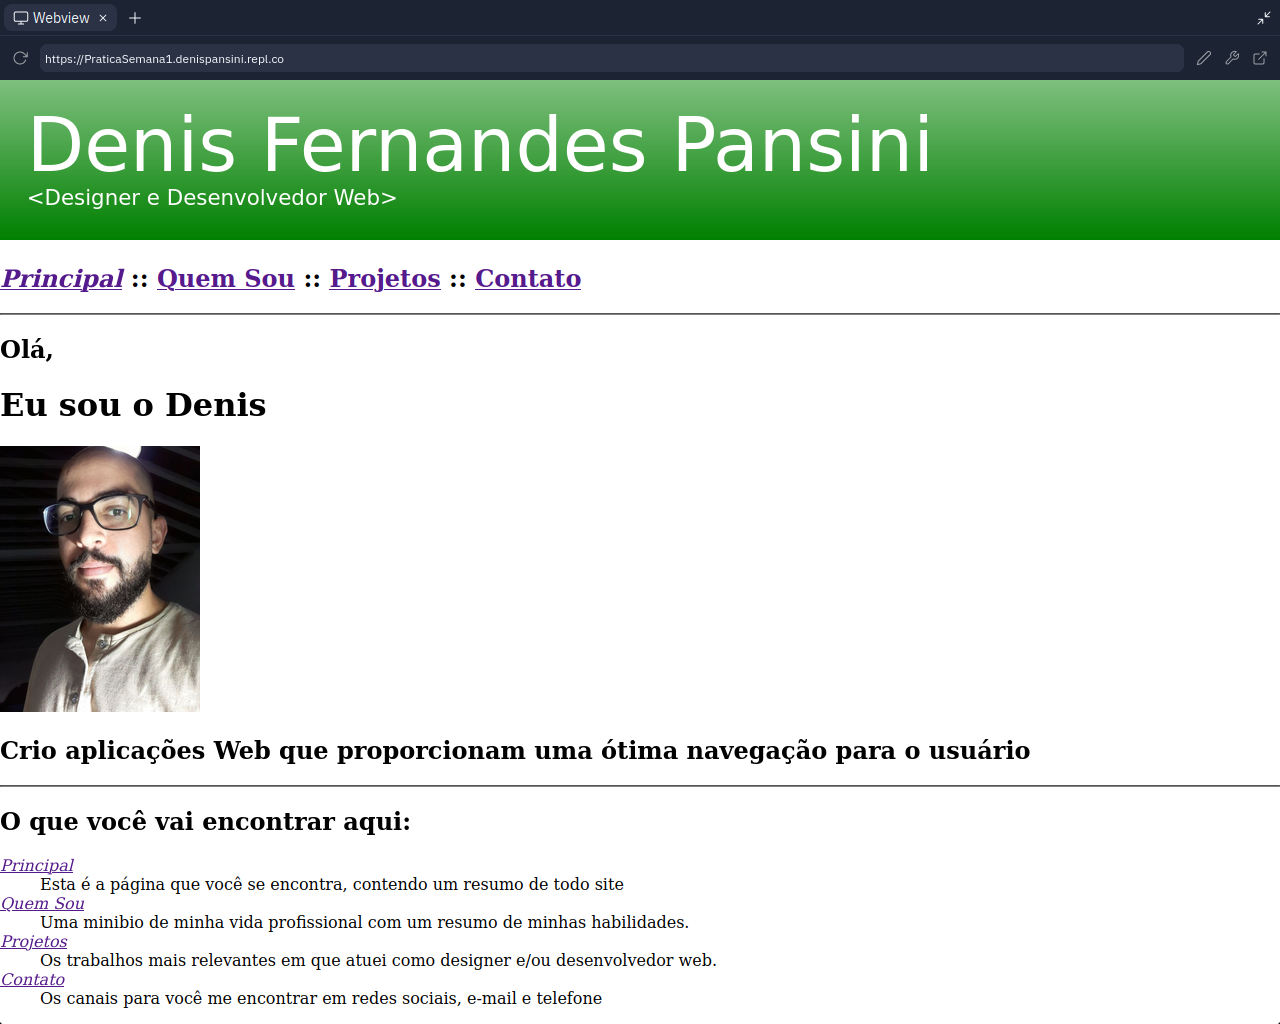 Webview
https://PraticaSemana1.denispansini.repl.co
Denis Fernandes Pansini
<Designer e Desenvolvedor Web>
Principal :: Quem Sou :: Projetos :: Contato
Olá,
Eu sou o Denis
Crio aplicações Web que proporcionam uma ótima navegação para o usuário
O que você vai encontrar aqui:
Principal
Esta é a página que você se encontra, contendo um resumo de todo site
Quem Sou
Uma minibio de minha vida profissional com um resumo de minhas habilidades.
Projetos
Os trabalhos mais relevantes em que atuei como designer e/ou desenvolvedor web.
Contato
Os canais para você me encontrar em redes sociais, e-mail e telefone